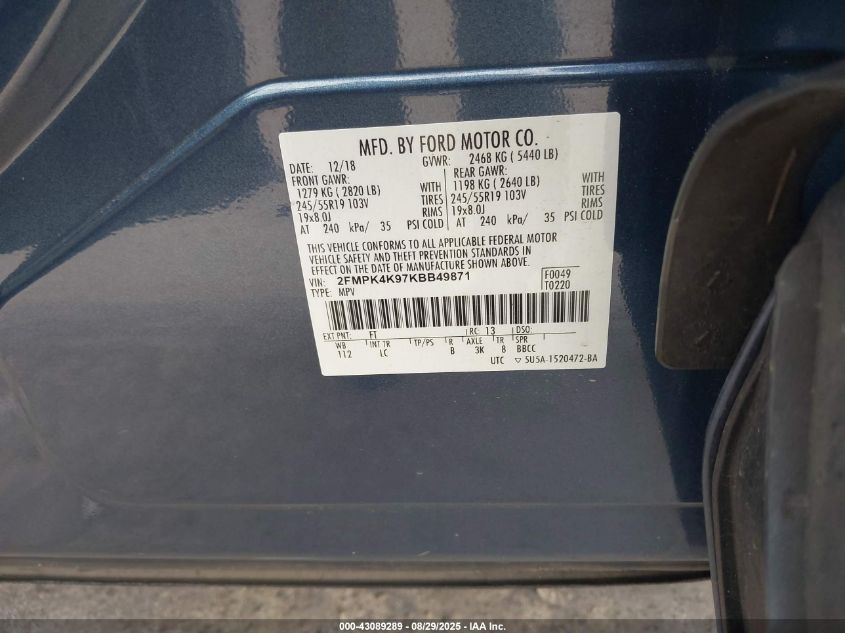 MFD. BY FORD MOTOR CO.
DATE: 12/18 GVWR: 2468 KG ( 5440 LB)
FRONT GAWR: REAR GAWR:
1279 KG ( 2820 LB) WITH 1198 KG ( 2640 LB) WITH
245/55R19 103V TIRES 245/55R19 103V TIRES
19x8.0J RIMS 19x8.0J RIMS
AT 240 kPa/ 35 PSI COLD AT 240 kPa/ 35 PSI COLD
THIS VEHICLE CONFORMS TO ALL APPLICABLE FEDERAL MOTOR
VEHICLE SAFETY AND THEFT PREVENTION STANDARDS IN
EFFECT ON THE DATE OF MANUFACTURE SHOWN ABOVE.
VIN: 2FMPK4K97KBB49871 F0049
TYPE: MPV T0220
EXT PNT: FT RC: 13 DSO:
WB INT TR TP/PS R AXLE TR SPR
112 LC B 3K 8 BBCC
UTC ▽ 5U5A-1520472-BA
000-43089289 - 08/29/2025 - IAA Inc.